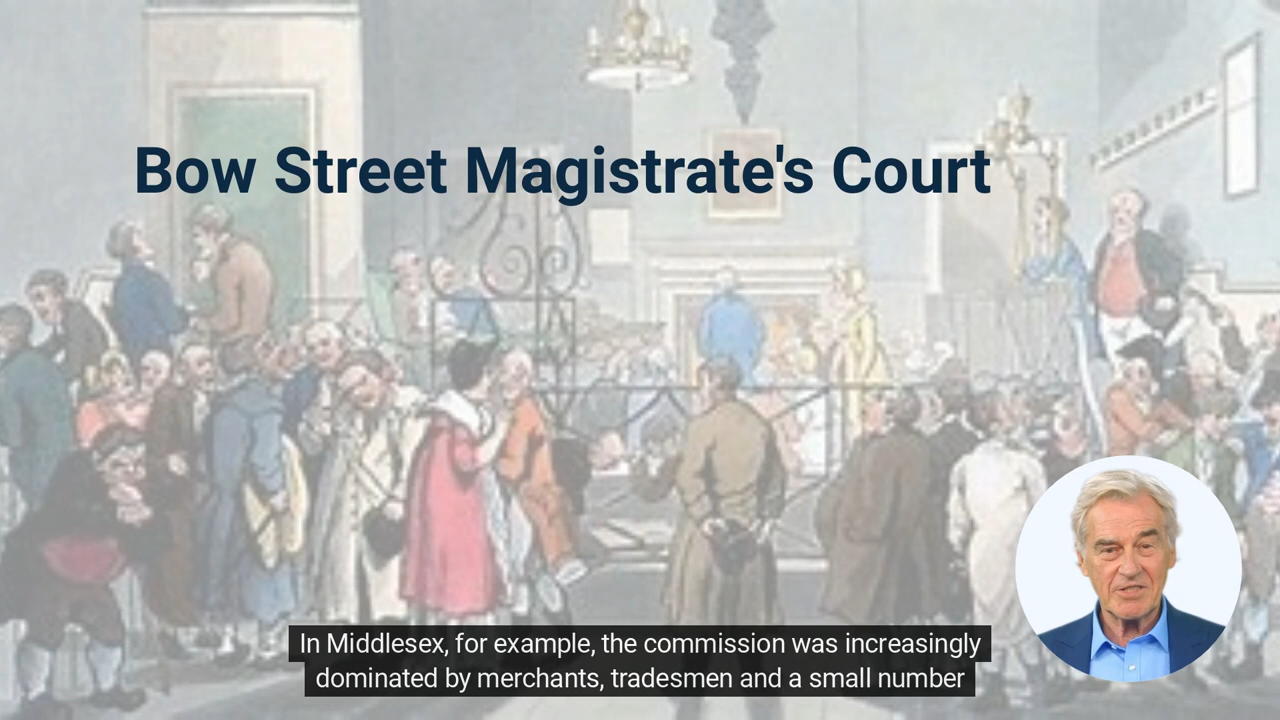 Bow Street Magistrate's Court
In Middlesex, for example, the commission was increasingly
dominated by merchants, tradesmen and a small number